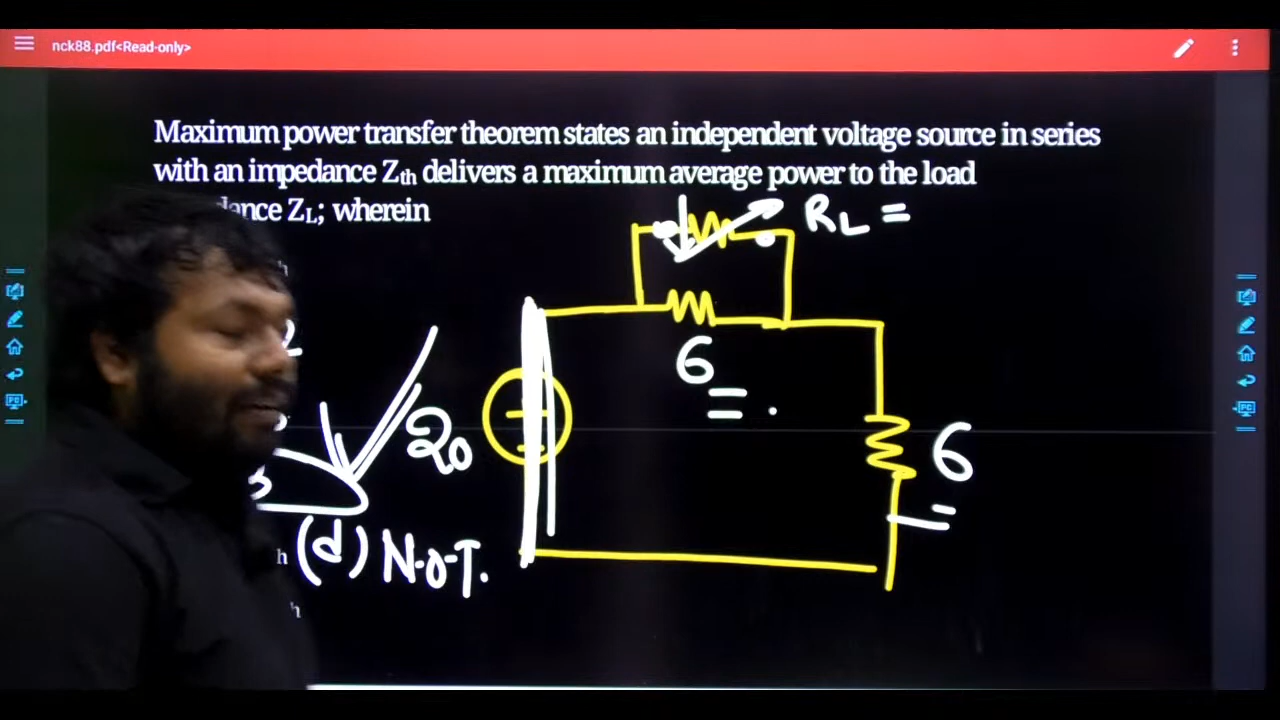 nck88.pdf<Read-only>
Maximum power transfer theorem states an independent voltage source in series
with an impedance Zth delivers a maximum average power to the load
ZL; wherein
RL =
6
20
6
(d) N.O.T.